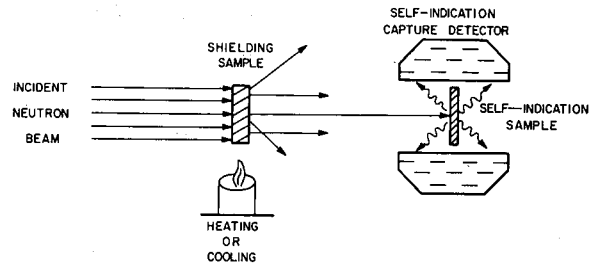 SELF-INDICATION
CAPTURE DETECTOR
SHIELDING
SAMPLE
INCIDENT
NEUTRON
BEAM
SELF-INDICATION
SAMPLE
HEATING
OR
COOLING